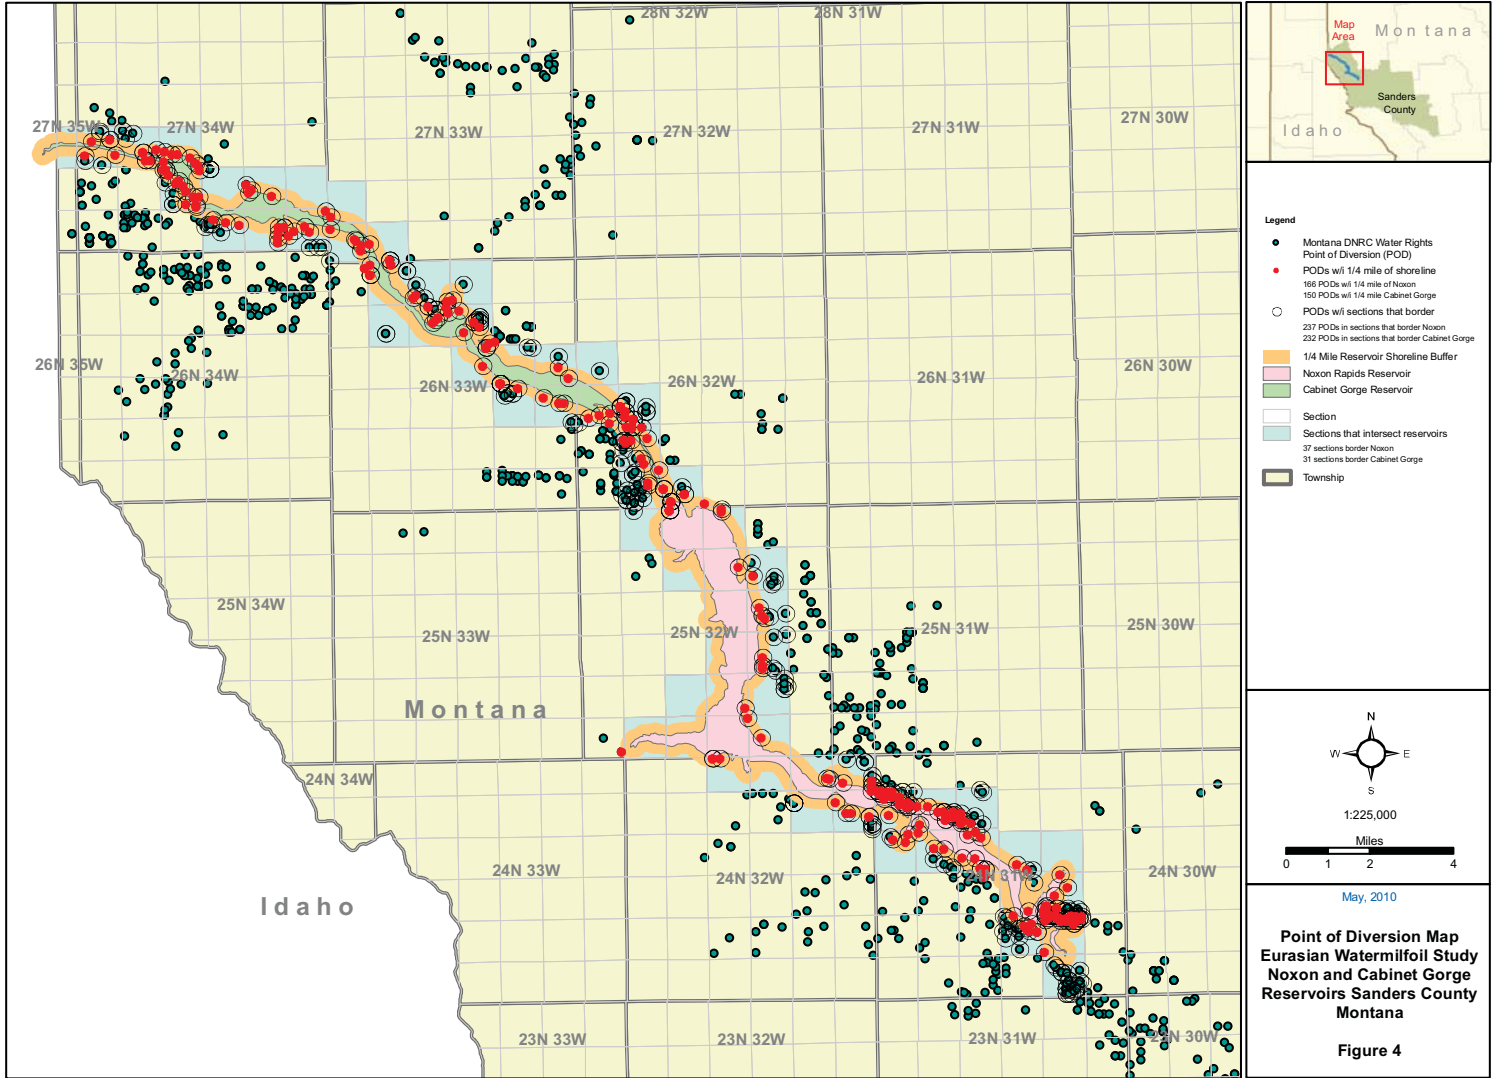 28N 32W
28N 31W
27N 35W
27N 34W
27N 33W
27N 32W
27N 31W
27N 30W
26N 35W
26N 34W
26N 33W
26N 32W
26N 31W
26N 30W
25N 34W
25N 33W
25N 32W
25N 31W
25N 30W
Montana
24N 34W
24N 33W
24N 32W
24N 31W
24N 30W
Idaho
23N 33W
23N 32W
23N 31W
23N 30W
Map
Area
Montana
Sanders
County
Idaho
Legend
Montana DNRC Water Rights
Point of Diversion (POD)
PODs w/i 1/4 mile of shoreline
166 PODs w/i 1/4 mile of Noxon
150 PODs w/i 1/4 mile Cabinet Gorge
PODs w/i sections that border
237 PODs in sections that border Noxon
232 PODs in sections that border Cabinet Gorge
1/4 Mile Reservoir Shoreline Buffer
Noxon Rapids Reservoir
Cabinet Gorge Reservoir
Section
Sections that intersect reservoirs
37 sections border Noxon
31 sections border Cabinet Gorge
Township
N
W E
S
1:225,000
Miles
0 1 2 4
May, 2010
Point of Diversion Map
Eurasian Watermilfoil Study
Noxon and Cabinet Gorge
Reservoirs Sanders County
Montana
Figure 4